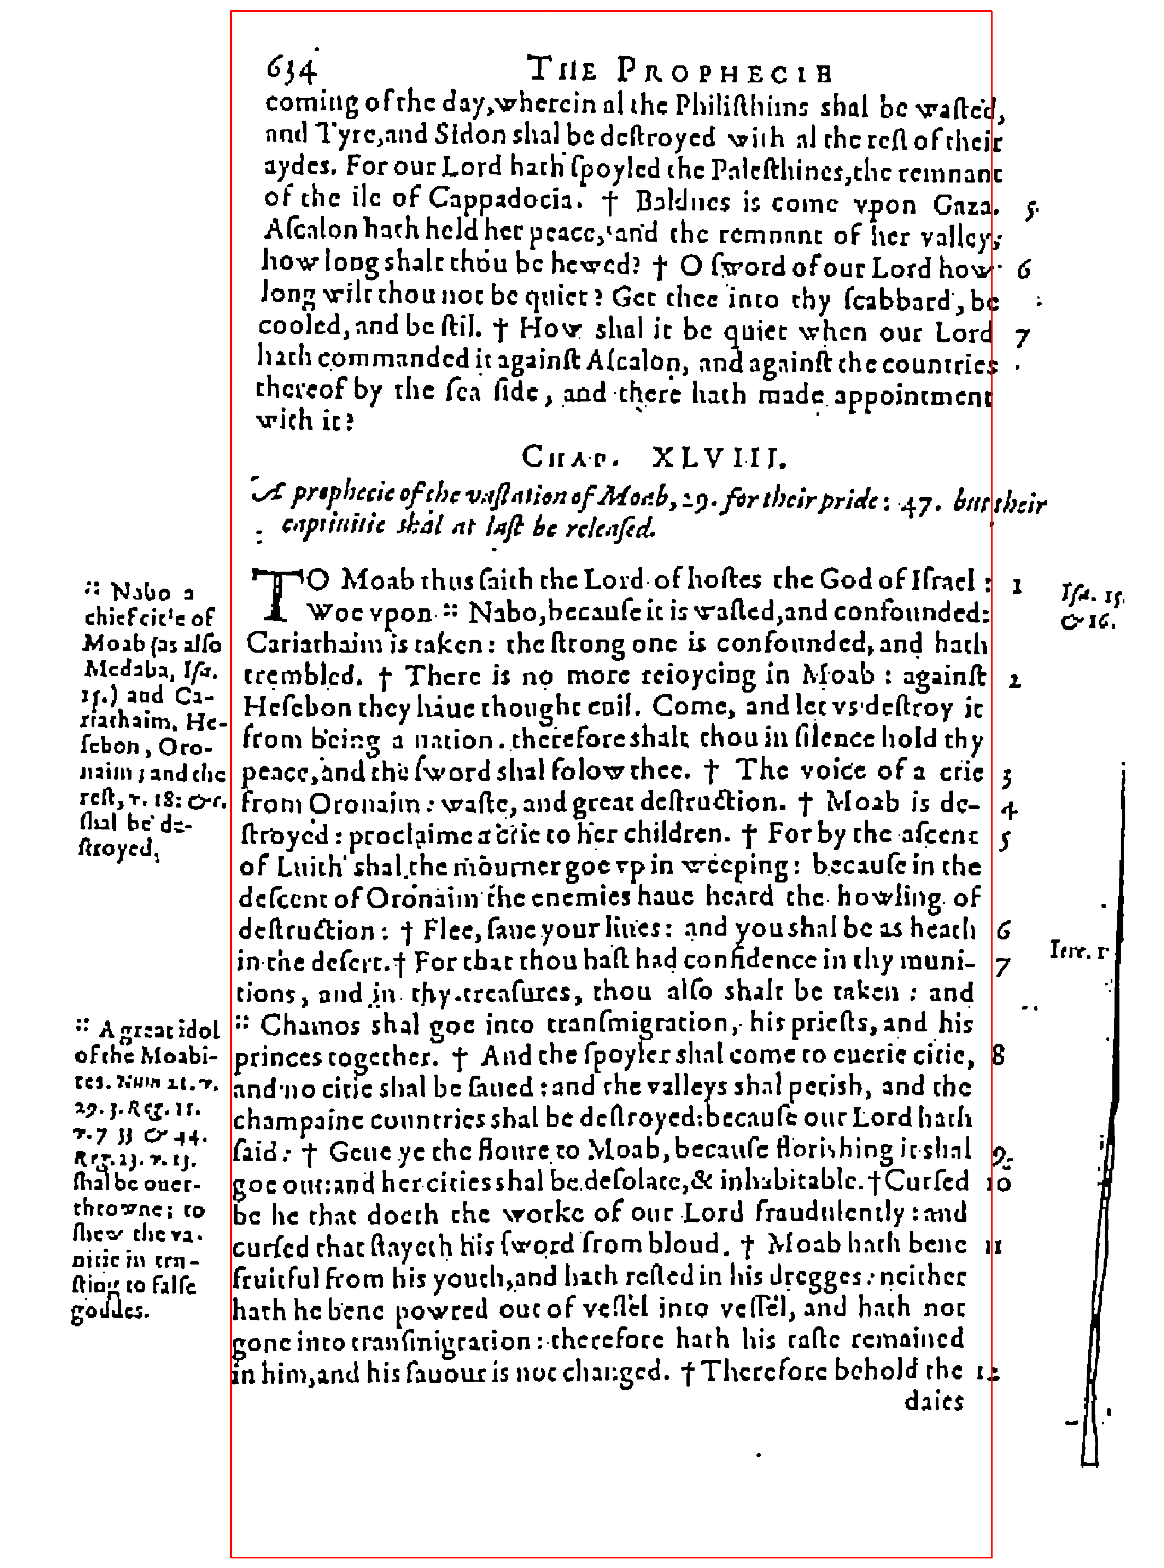 634 THE PROPHECIE
coming of the day, wherein al the Philisthiims shal be wasted,
and Tyre, and Sidon shal be destroyed with al the rest of their
aydes. For our Lord hath spoyled the Palesthines, the remnant
of the ile of Cappadocia. † Baldnes is come vpon Gaza. 5
Ascalon hath held her peace, and the remnant of her valley,
how long shalt thou be hewed? † O sword of our Lord how 6
long wilt thou not be quiet? Get thee into thy scabbard, be
cooled, and be stil. † How shal it be quiet when our Lord 7
hath commanded it against Ascalon, and against the countries
thereof by the sea side, and there hath made appointment
with it?
CHAP. XLVIII.
A prophecie of the vastation of Moab, 29. for their pride: 47. but their
captiuitie shal at last be released.
TO Moab thus saith the Lord of hostes the God of Israel: 1
Woe vpon :: Nabo, because it is wasted, and confounded:
Cariathaim is taken: the strong one is confounded, and hath
trembled. † There is no more reioycing in Moab: against 2
Hesebon they haue thought euil. Come, and let vs destroy it
from being a nation. therefore shalt thou in silence hold thy
peace, and the sword shal folow thee. † The voice of a crie 3
from Oronaim: waste, and great destruction. † Moab is de- 4
stroyed: proclaime a crie to her children. † For by the ascent 5
of Luith shal the mourner goe vp in weeping: because in the
descent of Oronaim the enemies haue heard the howling of
destruction: † Flee, saue your liues: and you shal be as heath 6
in the desert. † For that thou hast had confidence in thy muni- 7
tions, and in thy treasures, thou also shalt be taken: and
:: Chamos shal goe into transmigration, his priests, and his
princes together. † And the spoyler shal come to euerie citie, 8
and no citie shal be saued: and the valleys shal perish, and the
champaine countries shal be destroyed: because our Lord hath
said: † Geue ye the floure to Moab, because florishing it shal 9
goe out: and her cities shal be desolate, & inhabitable. † Cursed 10
be he that doeth the worke of our Lord fraudulently: and
cursed that stayeth his sword from bloud. † Moab hath bene 11
fruitful from his youth, and hath rested in his dregges: neither
hath he bene powred out of vessel into vessel, and hath not
gone into transmigration: therefore hath his taste remained
in him, and his sauour is not changed. † Therefore behold the 12
daies
:: Nabo a
chief citie of
Moab (as also
Medaba, Isa.
15.) and Ca-
riathaim, He-
sebon, Oro-
naim; and the
rest, v. 18: &c.
shal be de-
stroyed,
:: A great idol
of the Moabi-
tes. Num 21. v.
29. 3. Reg. 11.
v. 7 33 & 44.
Reg. 23. v. 13.
shal be ouer-
throwne; to
shew the va-
nitie in tru-
sting to false
goddes.
Isa. 15.
& 16.